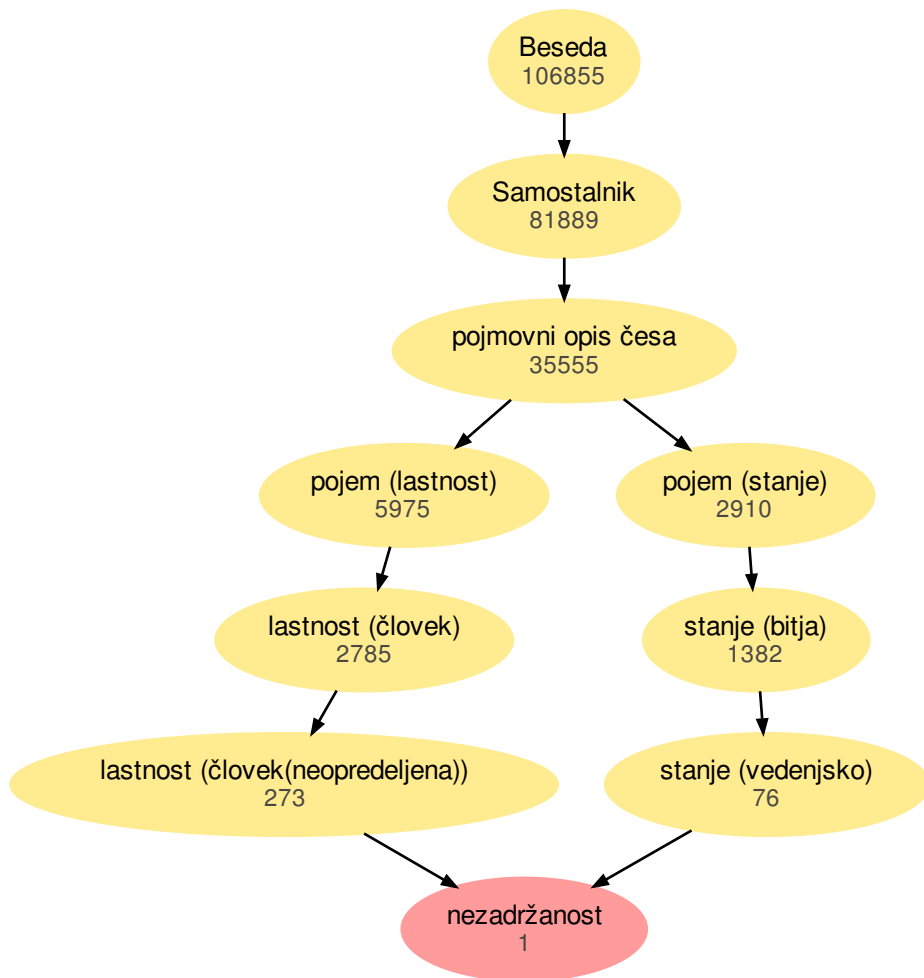 Beseda
106855
Samostalnik
81889
pojmovni opis česa
35555
pojem (lastnost)
5975
pojem (stanje)
2910
lastnost (človek)
2785
stanje (bitja)
1382
lastnost (človek(neopredeljena))
273
stanje (vedenjsko)
76
nezadržanost
1